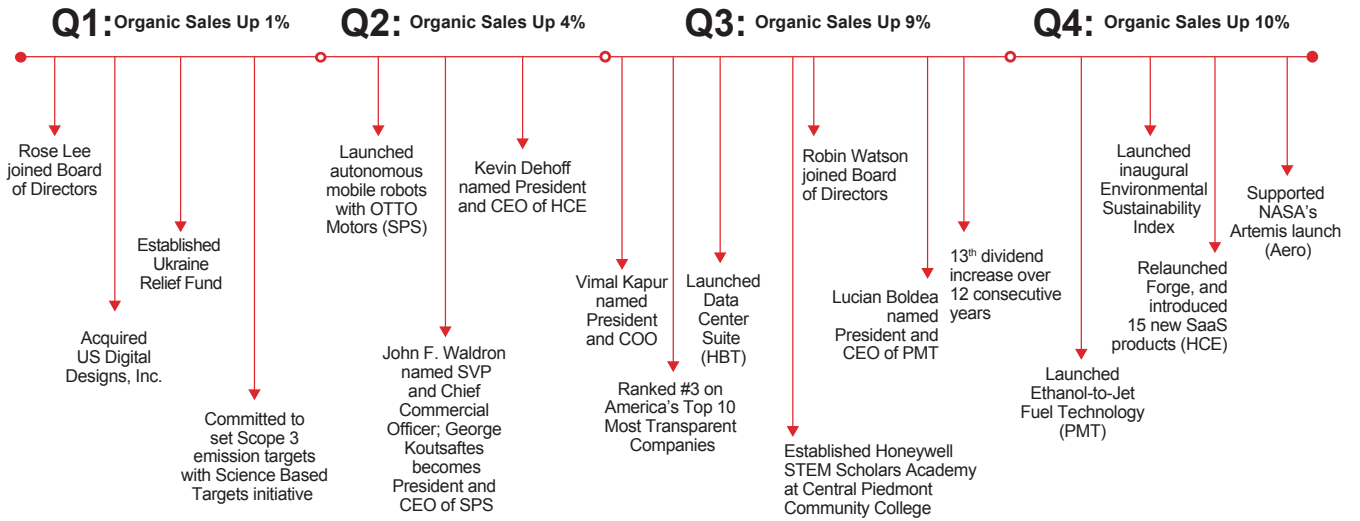 Q1: Organic Sales Up 1%
Q2: Organic Sales Up 4%
Q3: Organic Sales Up 9%
Q4: Organic Sales Up 10%
Rose Lee
joined Board
of Directors
Acquired
US Digital
Designs, Inc.
Established
Ukraine
Relief Fund
Committed to
set Scope 3
emission targets
with Science Based
Targets initiative
Launched
autonomous
mobile robots
with OTTO
Motors (SPS)
John F. Waldron
named SVP
and Chief
Commercial
Officer; George
Koutsaftes
becomes
President and
CEO of SPS
Kevin Dehoff
named President
and CEO of HCE
Vimal Kapur
named
President
and COO
Ranked #3 on
America's Top 10
Most Transparent
Companies
Launched
Data
Center
Suite
(HBT)
Established Honeywell
STEM Scholars Academy
at Central Piedmont
Community College
Robin Watson
joined Board
of Directors
Lucian Boldea
named
President and
CEO of PMT
13th dividend
increase over
12 consecutive
years
Launched
Ethanol-to-Jet
Fuel Technology
(PMT)
Launched
inaugural
Environmental
Sustainability
Index
Relaunched
Forge, and
introduced
15 new SaaS
products (HCE)
Supported
NASA's
Artemis launch
(Aero)